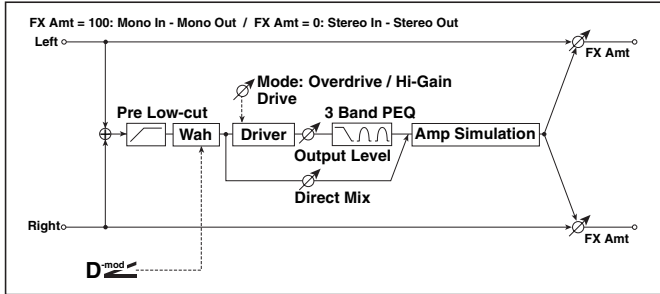 FX Amt = 100: Mono In - Mono Out / FX Amt = 0: Stereo In - Stereo Out
Left
FX Amt
Mode: Overdrive / Hi-Gain
Drive
Pre Low-cut
3 Band PEQ
Wah
Driver
Amp Simulation
Output Level
Direct Mix
Right
FX Amt
D-mod